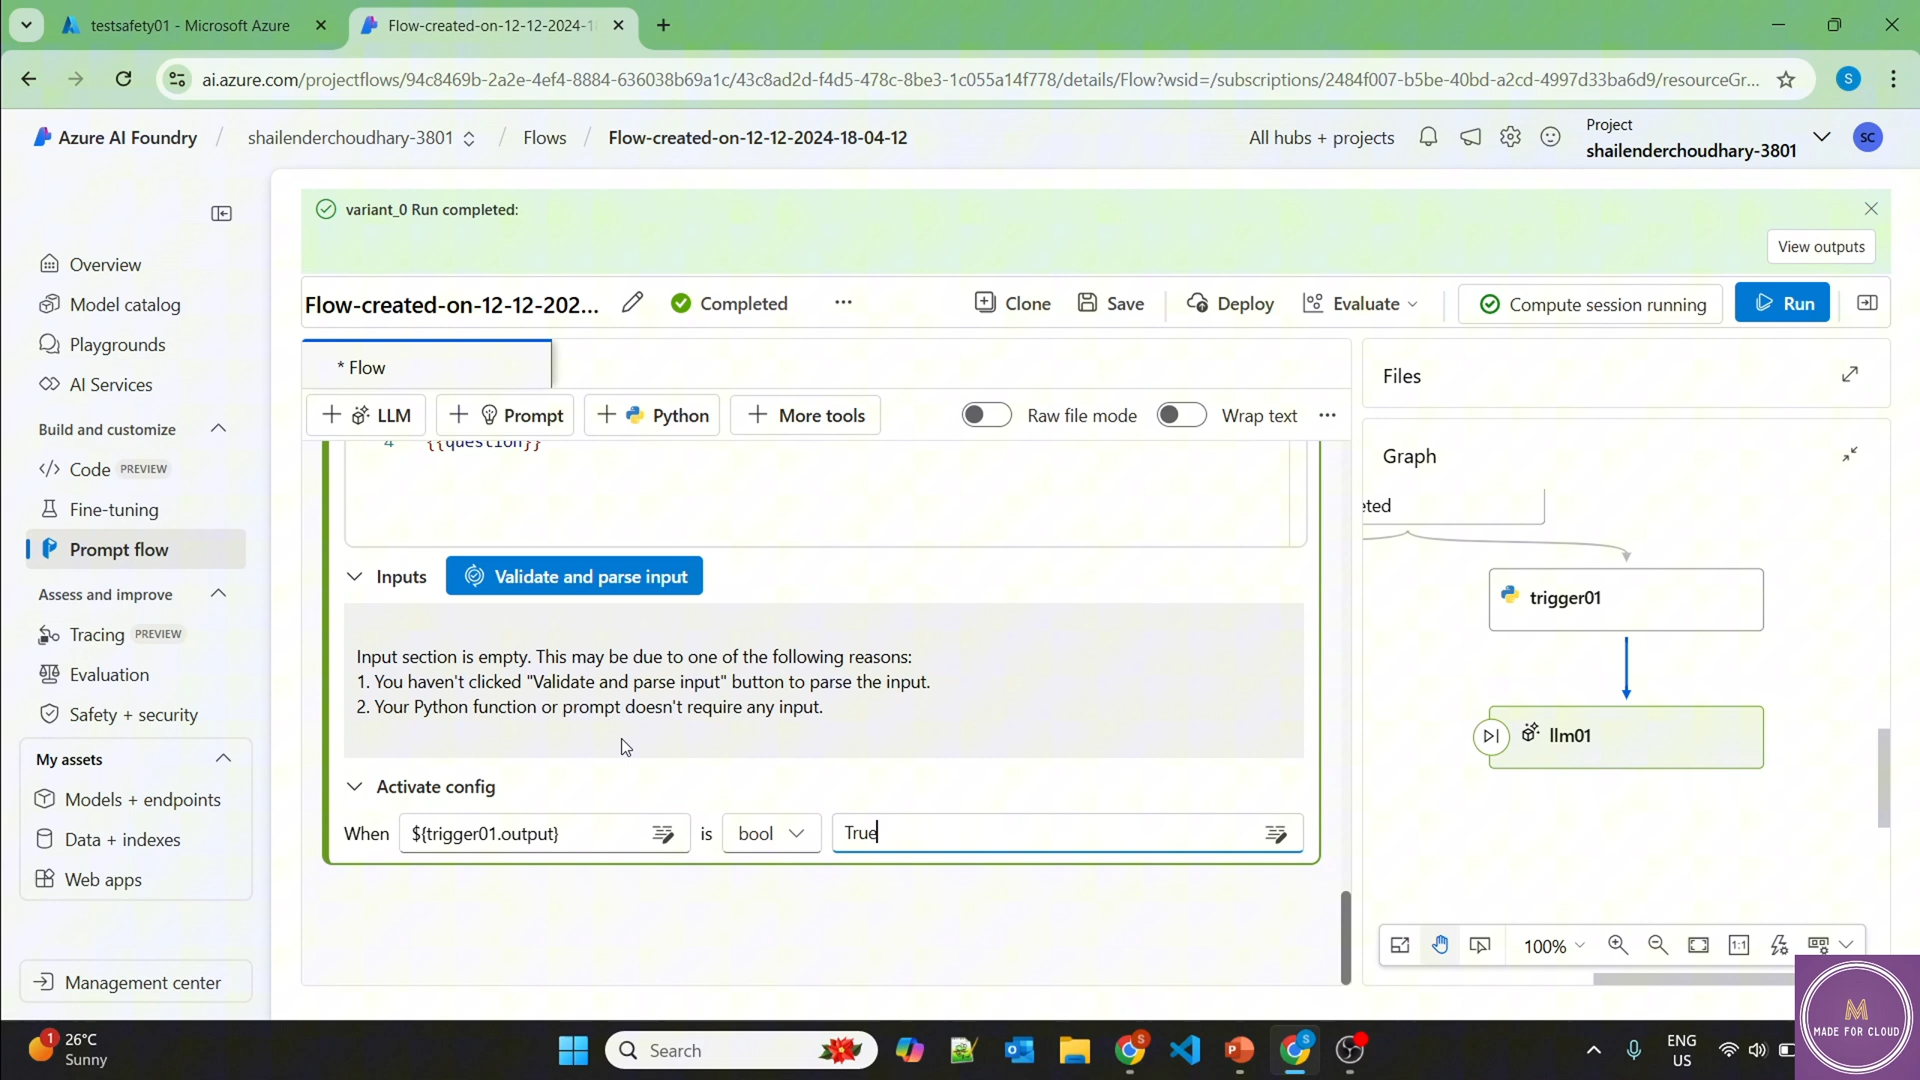 testsafety01 - Microsoft Azure
Flow-created-on-12-12-2024-1
ai.azure.com/projectflows/94c8469b-2a2e-4ef4-8884-636038b69a1c/43c8ad2d-f4d5-478c-8be3-1c055a14f778/details/Flow?wsid=/subscriptions/2484f007-b5be-40bd-a2cd-4997d33ba6d9/resourceGr...
S
Azure AI Foundry / shailenderchoudhary-3801 / Flows / Flow-created-on-12-12-2024-18-04-12
All hubs + projects
Project
shailenderchoudhary-3801
SC
variant_0 Run completed:
View outputs
Overview
Model catalog
Playgrounds
AI Services
Build and customize
Code PREVIEW
Fine-tuning
Prompt flow
Assess and improve
Tracing PREVIEW
Evaluation
Safety + security
My assets
Models + endpoints
Data + indexes
Web apps
Management center
Flow-created-on-12-12-202...
Completed
Clone
Save
Deploy
Evaluate
Compute session running
Run
* Flow
LLM
Prompt
Python
More tools
Raw file mode
Wrap text
4 {{question}}
Inputs
Validate and parse input
Input section is empty. This may be due to one of the following reasons:
1. You haven't clicked "Validate and parse input" button to parse the input.
2. Your Python function or prompt doesn't require any input.
Activate config
When ${trigger01.output} is bool True
Files
Graph
eted
trigger01
llm01
100%
1:1
1
26°C
Sunny
Search
S
S
ENG
US
M
MADE FOR CLOUD